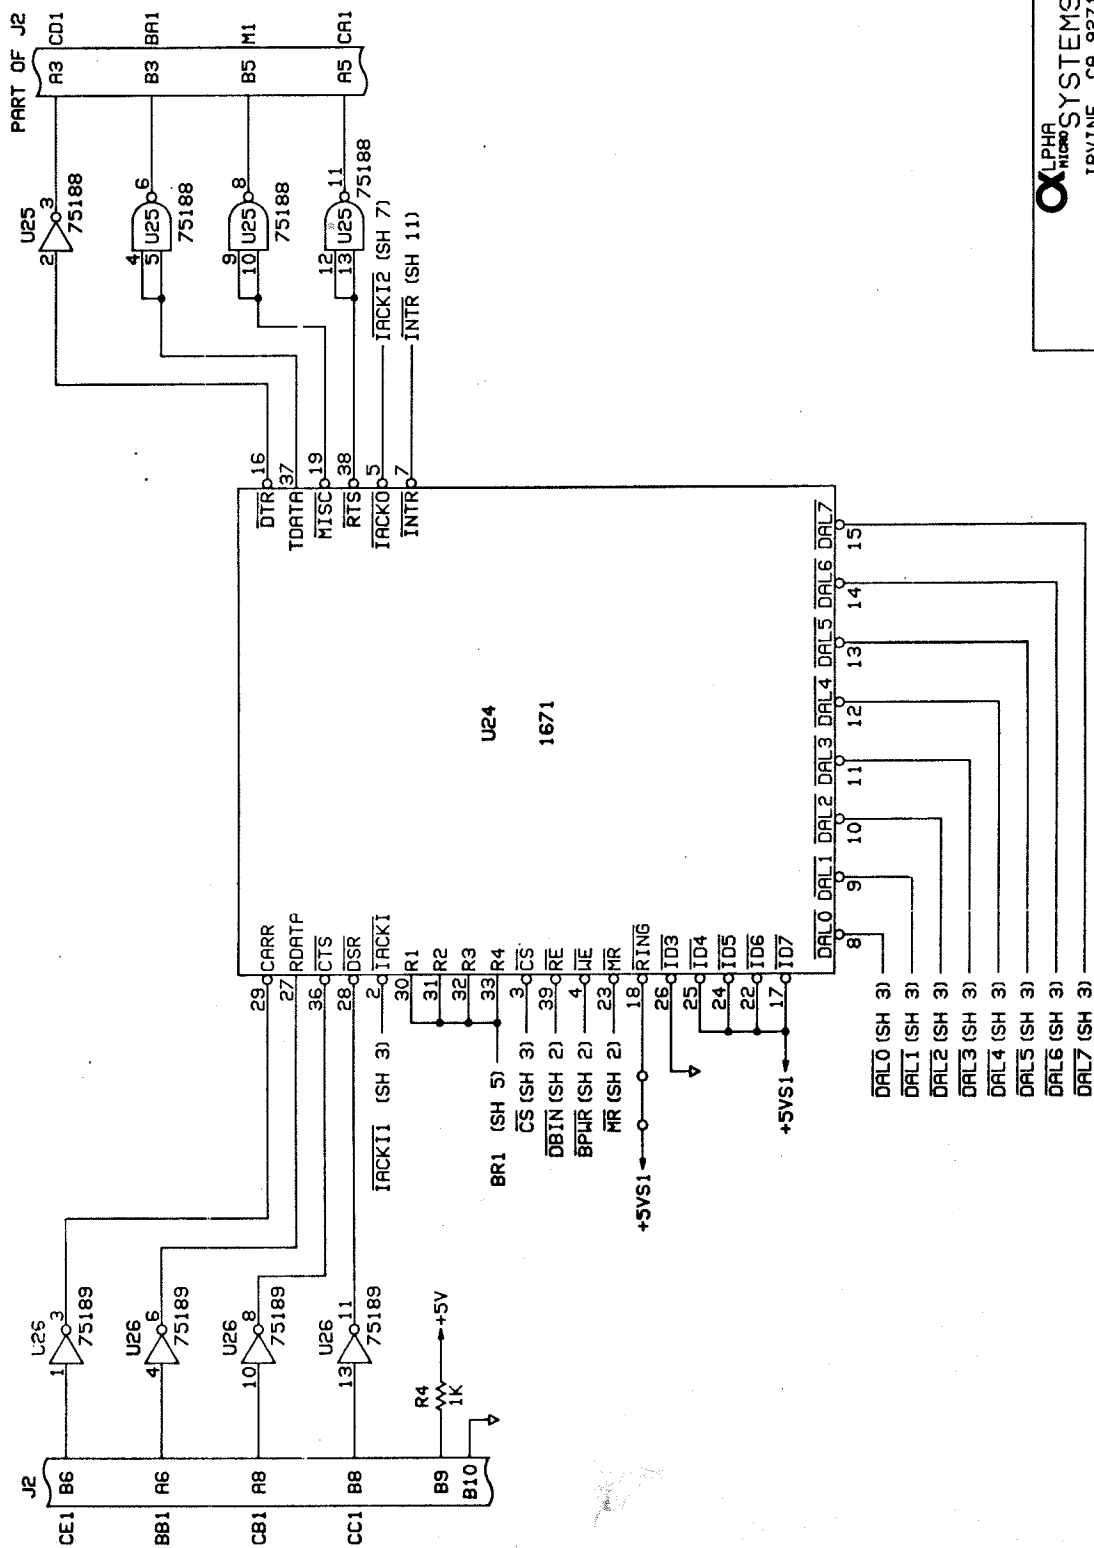 J2
CE1 B6
1 U26 3
75189
BB1 A6
4 U26 6
75189
CB1 A8
10 U26 8
75189
CC1 B8
13 U26 11
75189
B9 R4 1K +5V
B10
29 CARR
27 RDATA
36 CTS
28 DSR
IACKI1 (SH 3) 2 IACKI
30 R1
31 R2
32 R3
BR1 (SH 5) 33 R4
CS (SH 3) 3 CS
DBIN (SH 2) 39 RE
BPWR (SH 2) 4 WE
MR (SH 2) 23 MR
+5VS1 18 RING
26 ID3
25 ID4
24 ID5
22 ID6
+5VS1 17 ID7
U24
1671
DTR 16
TDATA 37
MISC 19
RTS 38
IACKO 5 IACKI2 (SH 7)
INTR 7 INTR (SH 11)
PART OF J2
2 U25 3
75188
A3 CD1
4 5 U25 6
75188
B3 BA1
9 10 U25 8
75188
B5 M1
12 13 U25 11
75188
A5 CA1
DAL0 DAL1 DAL2 DAL3 DAL4 DAL5 DAL6 DAL7
8 9 10 11 12 13 14 15
DAL0 (SH 3)
DAL1 (SH 3)
DAL2 (SH 3)
DAL3 (SH 3)
DAL4 (SH 3)
DAL5 (SH 3)
DAL6 (SH 3)
DAL7 (SH 3)
αLPHA
MICRO SYSTEMS
IRVINE, CA